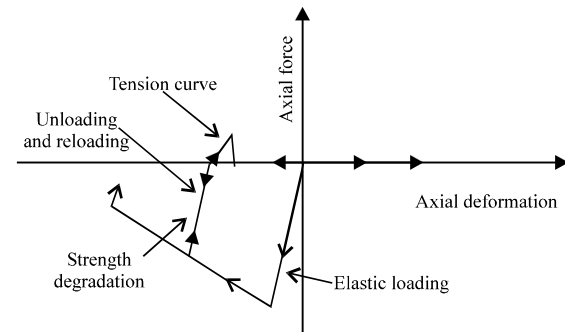 Axial force
Tension curve
Unloading
and reloading
Axial deformation
Strength
degradation
Elastic loading